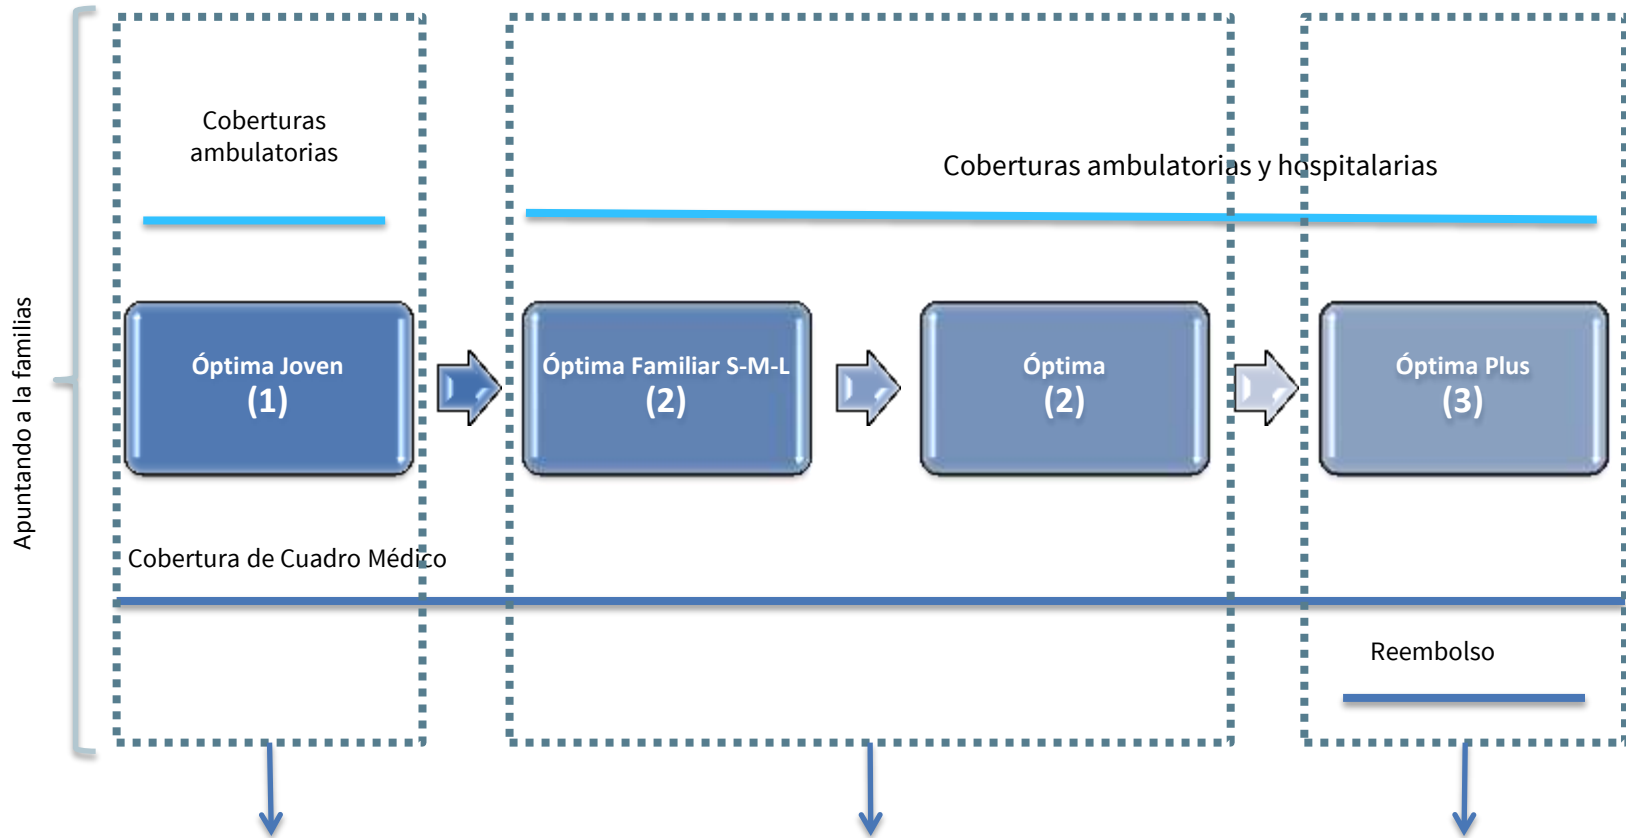 Apuntando a la familias
Coberturas
ambulatorias
Coberturas ambulatorias y hospitalarias
Óptima Joven
(1)
Óptima Familiar S-M-L
(2)
Óptima
(2)
Óptima Plus
(3)
Cobertura de Cuadro Médico
Reembolso